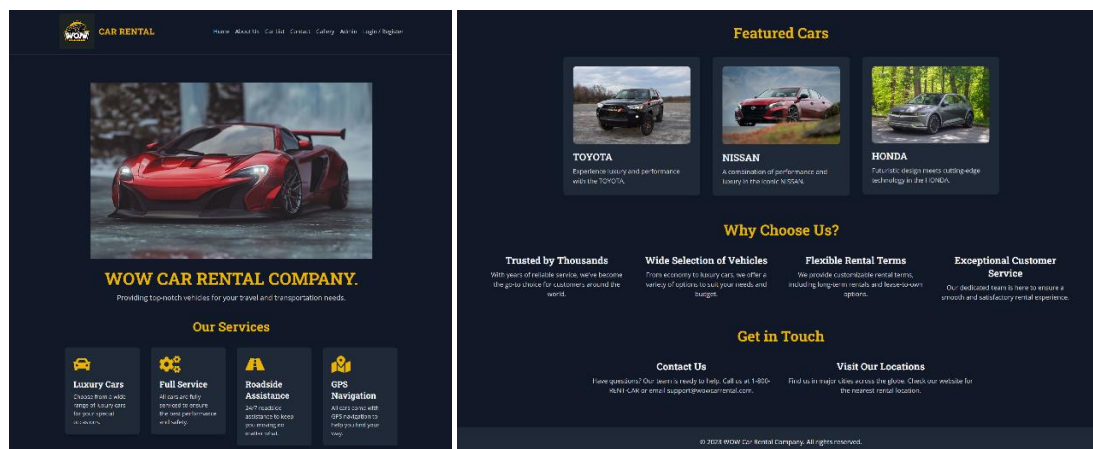 WOW
CAR RENTAL
Home About Us Car List Contact Gallery Admin Login / Register
WOW CAR RENTAL COMPANY.
Providing top-notch vehicles for your travel and transportation needs.
Our Services
Luxury Cars
Choose from a wide
range of luxury cars
for your special
occasions.
Full Service
All cars are fully
serviced to ensure
the best performance
and safety.
Roadside
Assistance
24/7 roadside
assistance to keep
you moving no
matter what.
GPS
Navigation
All cars come with
GPS navigation to
help you find your
way.
Featured Cars
TOYOTA
Experience luxury and performance
with the TOYOTA.
NISSAN
A combination of performance and
luxury in the iconic NISSAN.
HONDA
Futuristic design meets cutting-edge
technology in the HONDA.
Why Choose Us?
Trusted by Thousands
With years of reliable service, we've become
the go-to choice for customers around the
world.
Wide Selection of Vehicles
From economy to luxury cars, we offer a
variety of options to suit your needs and
budget.
Flexible Rental Terms
We provide customizable rental terms,
including long-term rentals and lease-to-own
options.
Exceptional Customer
Service
Our dedicated team is here to ensure a
smooth and satisfactory rental experience.
Get in Touch
Contact Us
Have questions? Our team is ready to help. Call us at 1-800-
RENT-CAR or email support@wowcarrental.com.
Visit Our Locations
Find us in major cities across the globe. Check our website for
the nearest rental location.
© 2023 WOW Car Rental Company. All rights reserved.